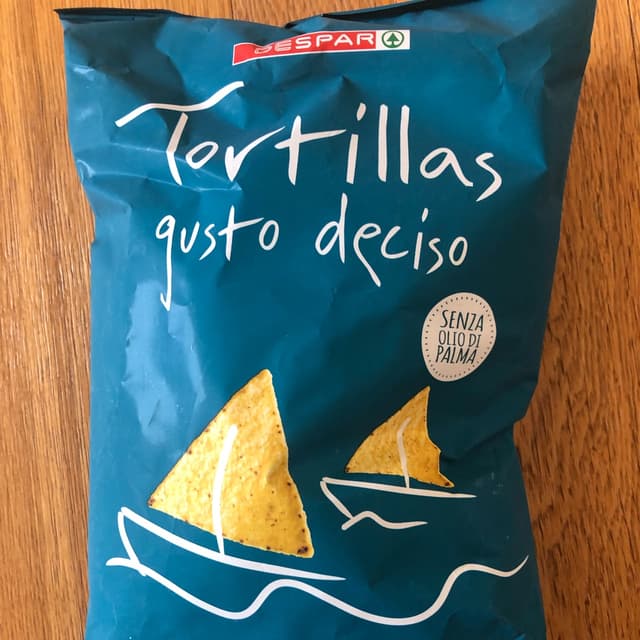 DESPAR
Tortillas
gusto deciso
SENZA
OLIO DI
PALMA